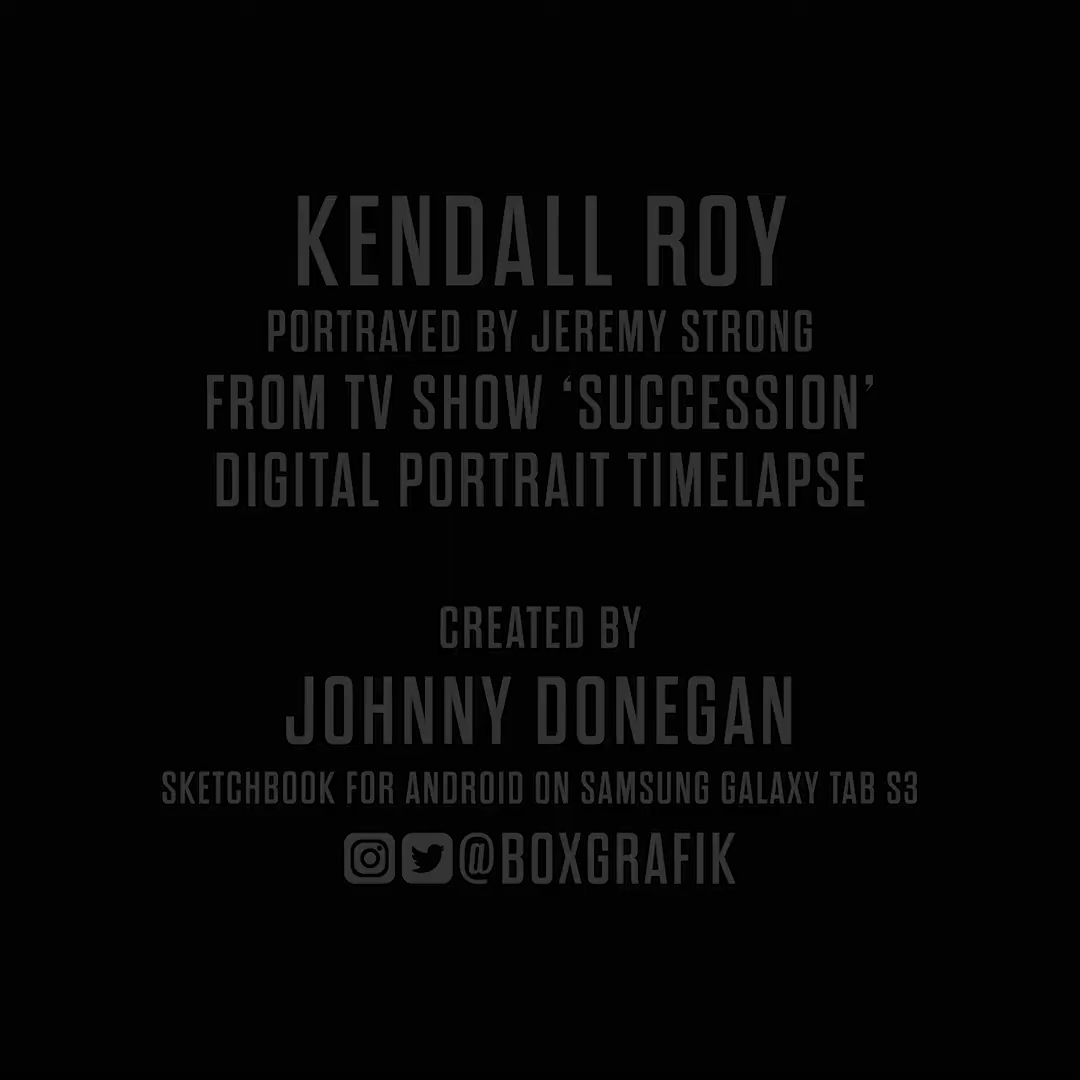 KENDALL ROY
PORTRAYED BY JEREMY STRONG
FROM TV SHOW ‘SUCCESSION’
DIGITAL PORTRAIT TIMELAPSE
CREATED BY
JOHNNY DONEGAN
SKETCHBOOK FOR ANDROID ON SAMSUNG GALAXY TAB S3
@BOXGRAFIK